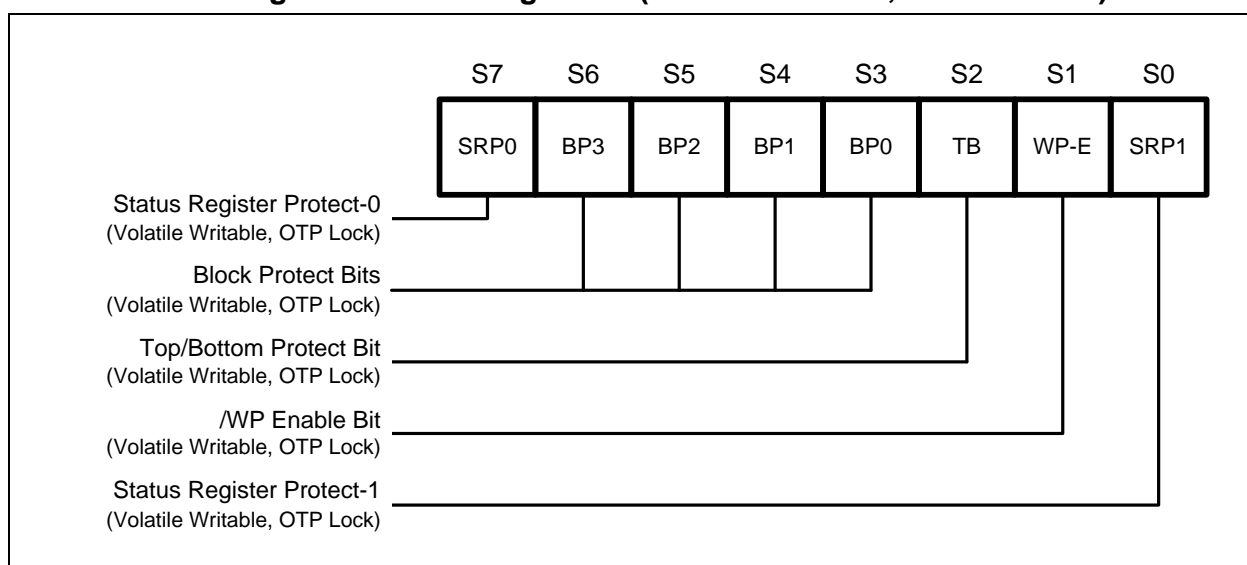 S7 S6 S5 S4 S3 S2 S1 S0
SRP0 BP3 BP2 BP1 BP0 TB WP-E SRP1
Status Register Protect-0
(Volatile Writable, OTP Lock)
Block Protect Bits
(Volatile Writable, OTP Lock)
Top/Bottom Protect Bit
(Volatile Writable, OTP Lock)
/WP Enable Bit
(Volatile Writable, OTP Lock)
Status Register Protect-1
(Volatile Writable, OTP Lock)